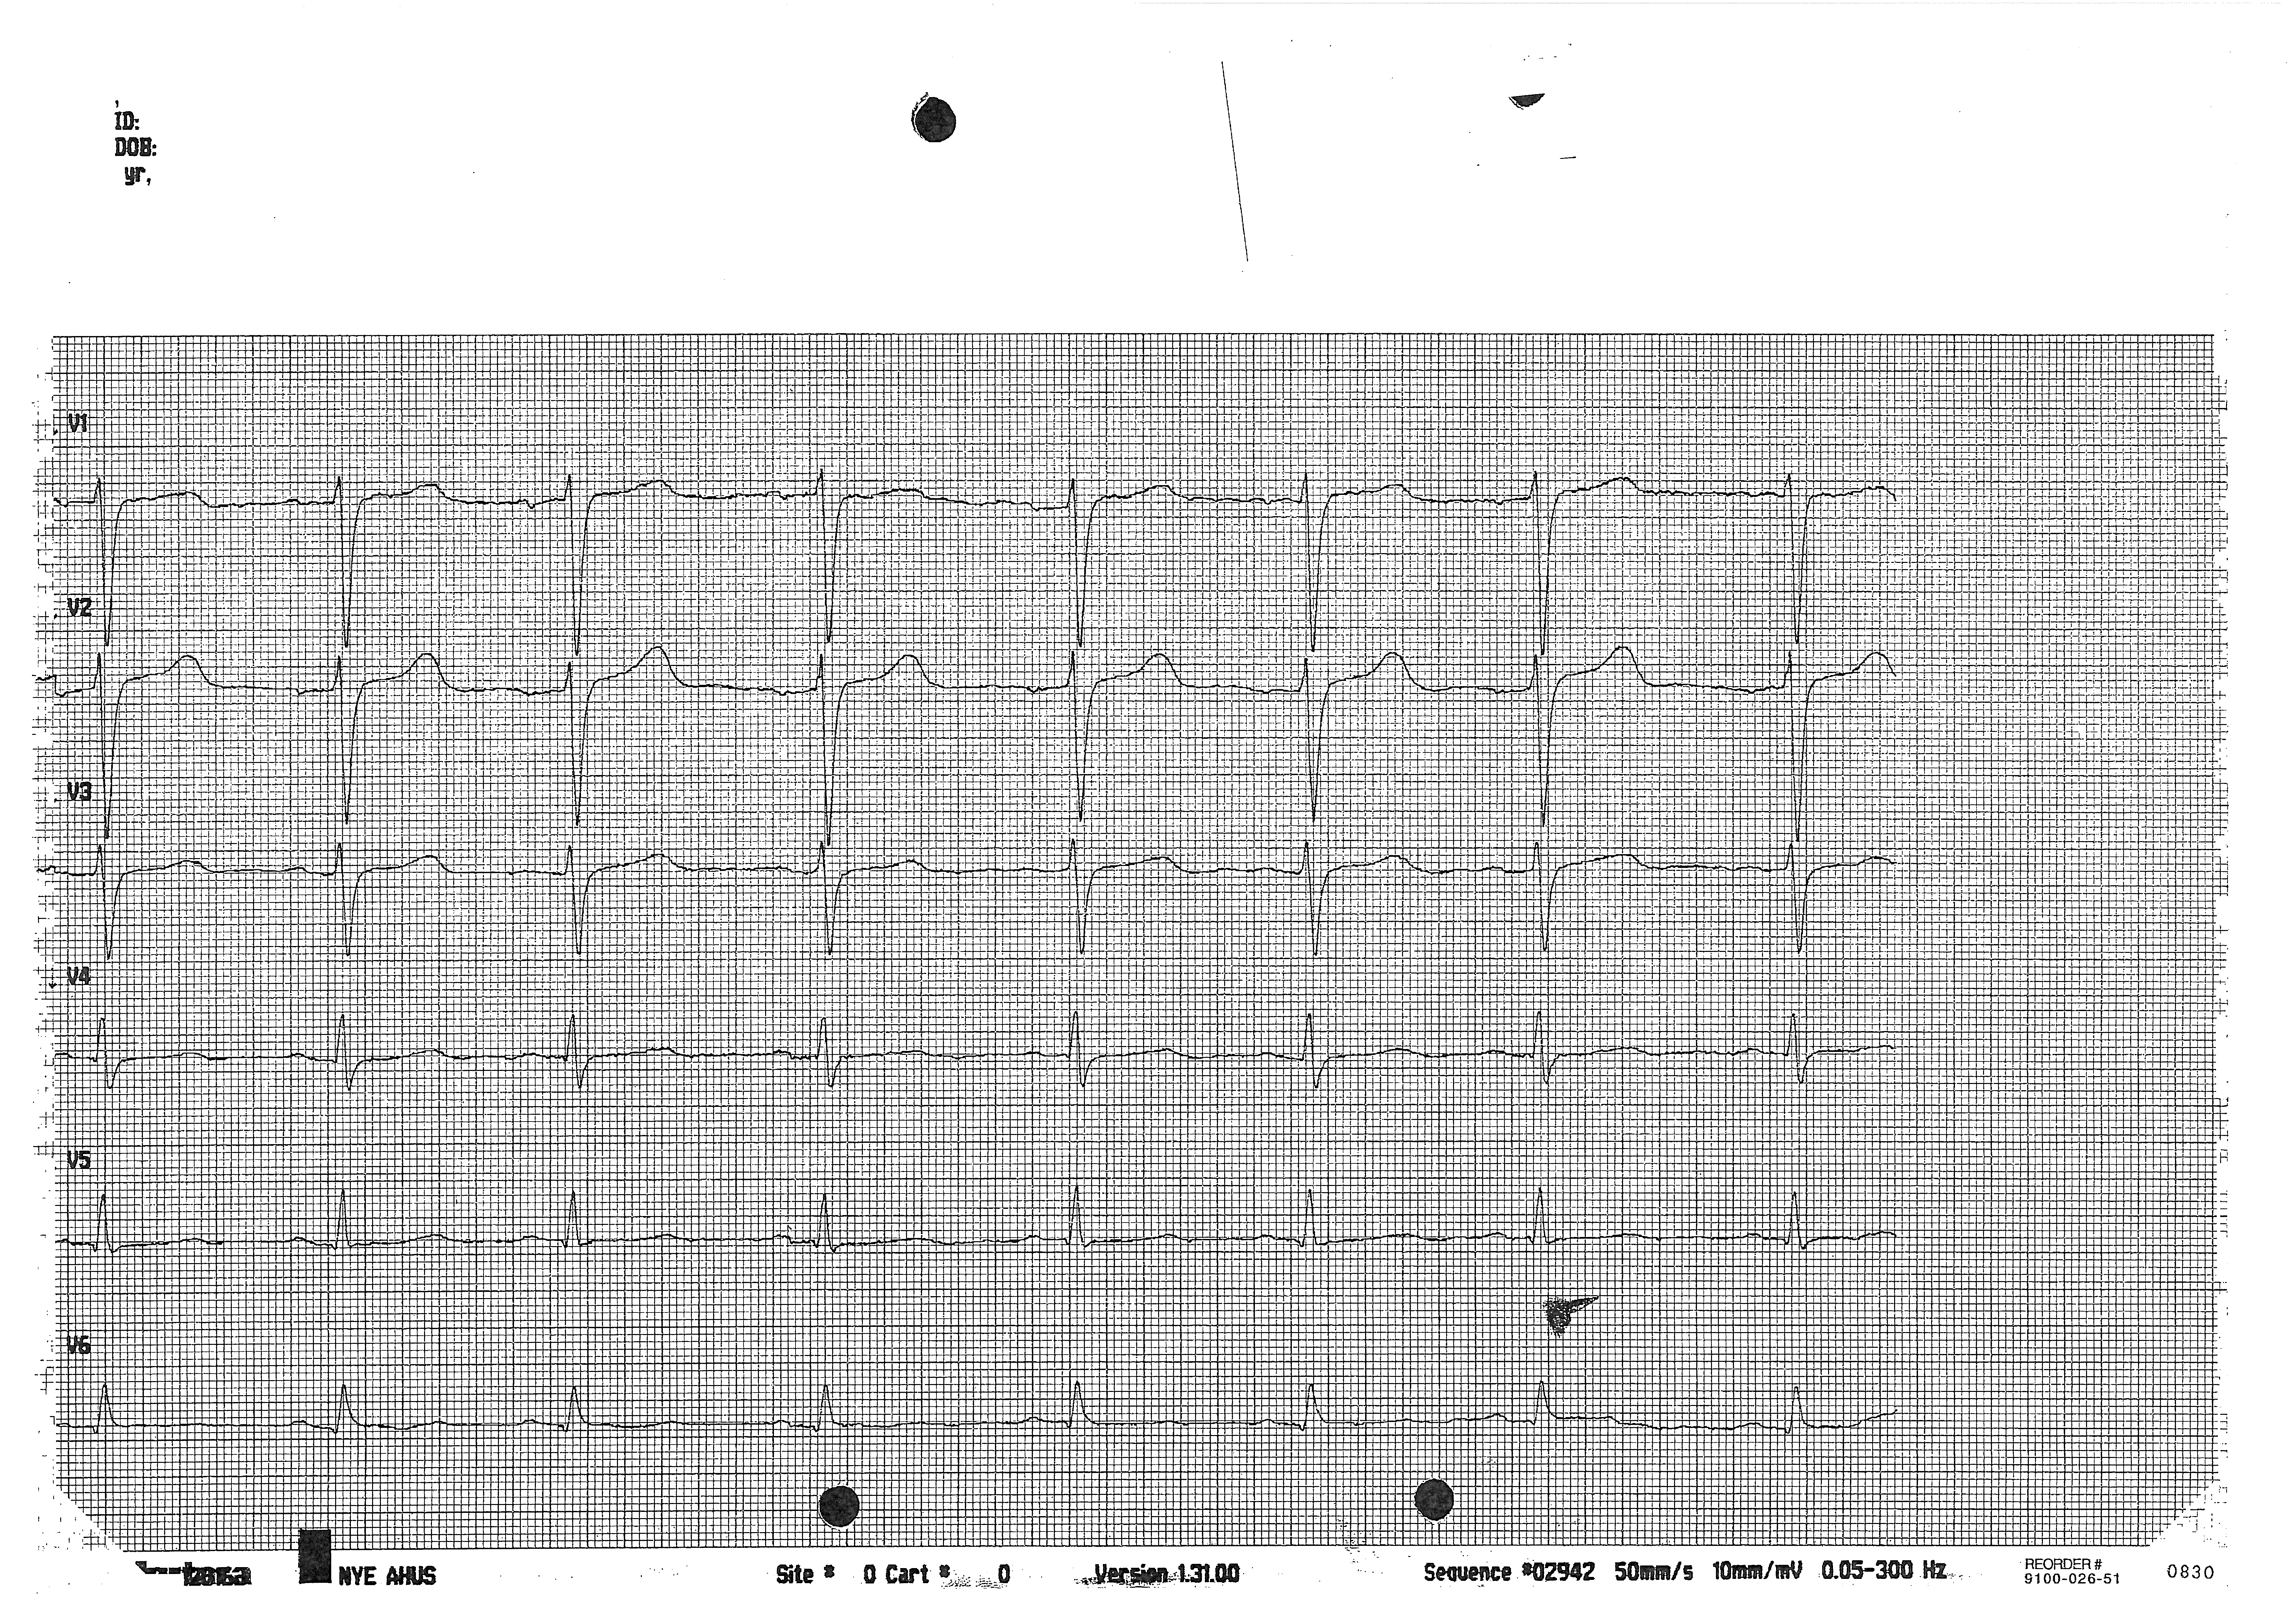 ID:
DOB:
yr,
V1
V2
V3
V4
V5
V6
NYE AHUS
Site # 0 Cart # 0
Version 1.31.00
Sequence #02942 50mm/s 10mm/mV 0.05-300 Hz
REORDER #
9100-026-51
0830